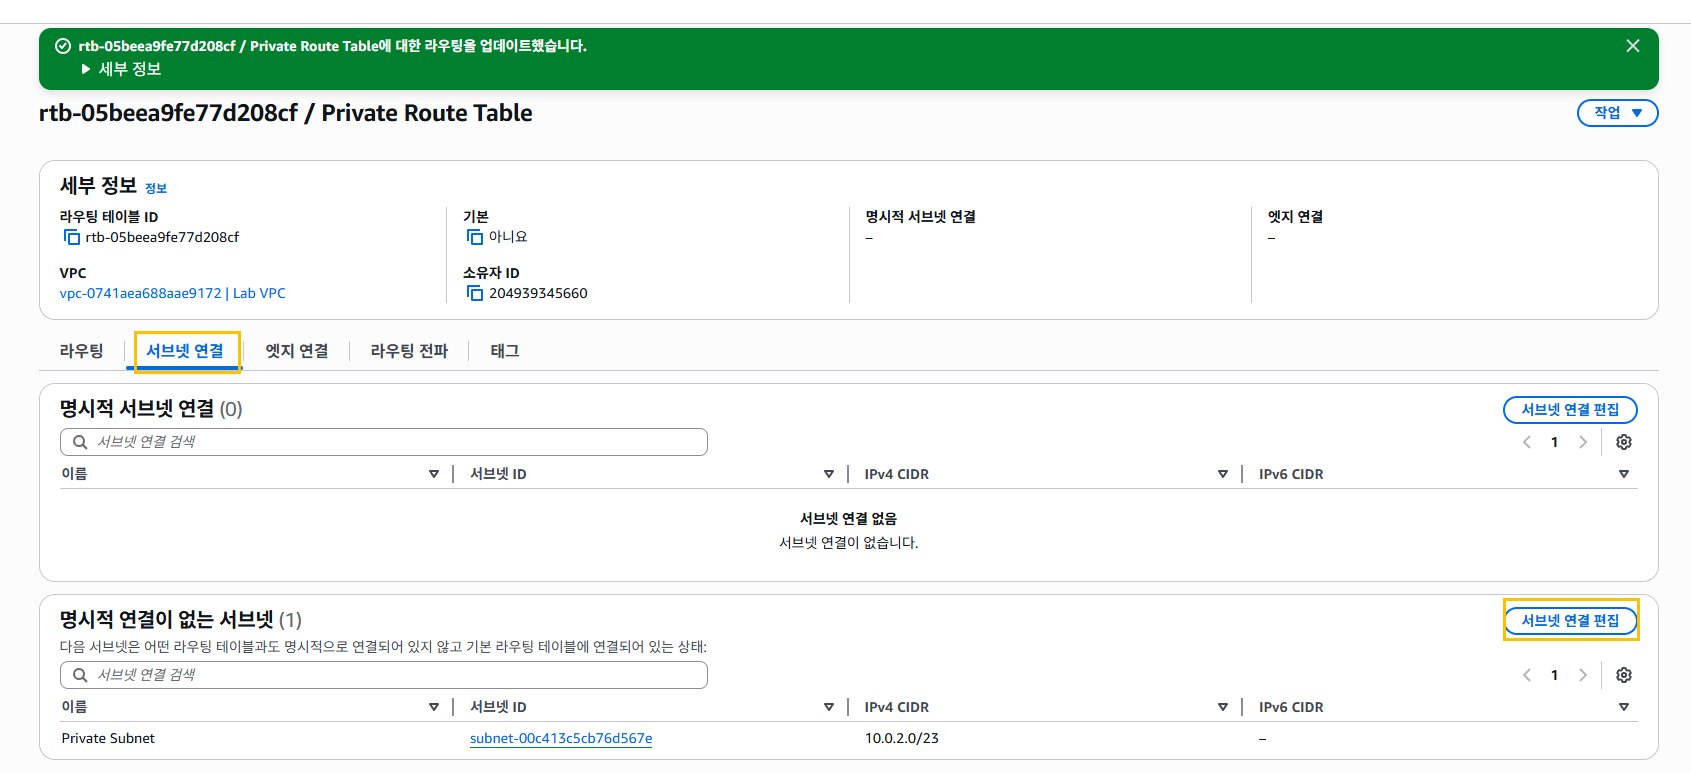 rtb-05beea9fe77d208cf / Private Route Table에 대한 라우팅을 업데이트했습니다.
세부 정보
rtb-05beea9fe77d208cf / Private Route Table
작업
세부 정보 정보
라우팅 테이블 ID
rtb-05beea9fe77d208cf
기본
아니요
명시적 서브넷 연결
–
엣지 연결
–
VPC
vpc-0741aea688aae9172 | Lab VPC
소유자 ID
204939345660
라우팅 서브넷 연결 엣지 연결 라우팅 전파 태그
명시적 서브넷 연결 (0)
서브넷 연결 편집
서브넷 연결 검색
1
이름 서브넷 ID IPv4 CIDR IPv6 CIDR
서브넷 연결 없음
서브넷 연결이 없습니다.
명시적 연결이 없는 서브넷 (1)
서브넷 연결 편집
다음 서브넷은 어떤 라우팅 테이블과도 명시적으로 연결되어 있지 않고 기본 라우팅 테이블에 연결되어 있는 상태:
서브넷 연결 검색
1
이름 서브넷 ID IPv4 CIDR IPv6 CIDR
Private Subnet subnet-00c413c5cb76d567e 10.0.2.0/23 –